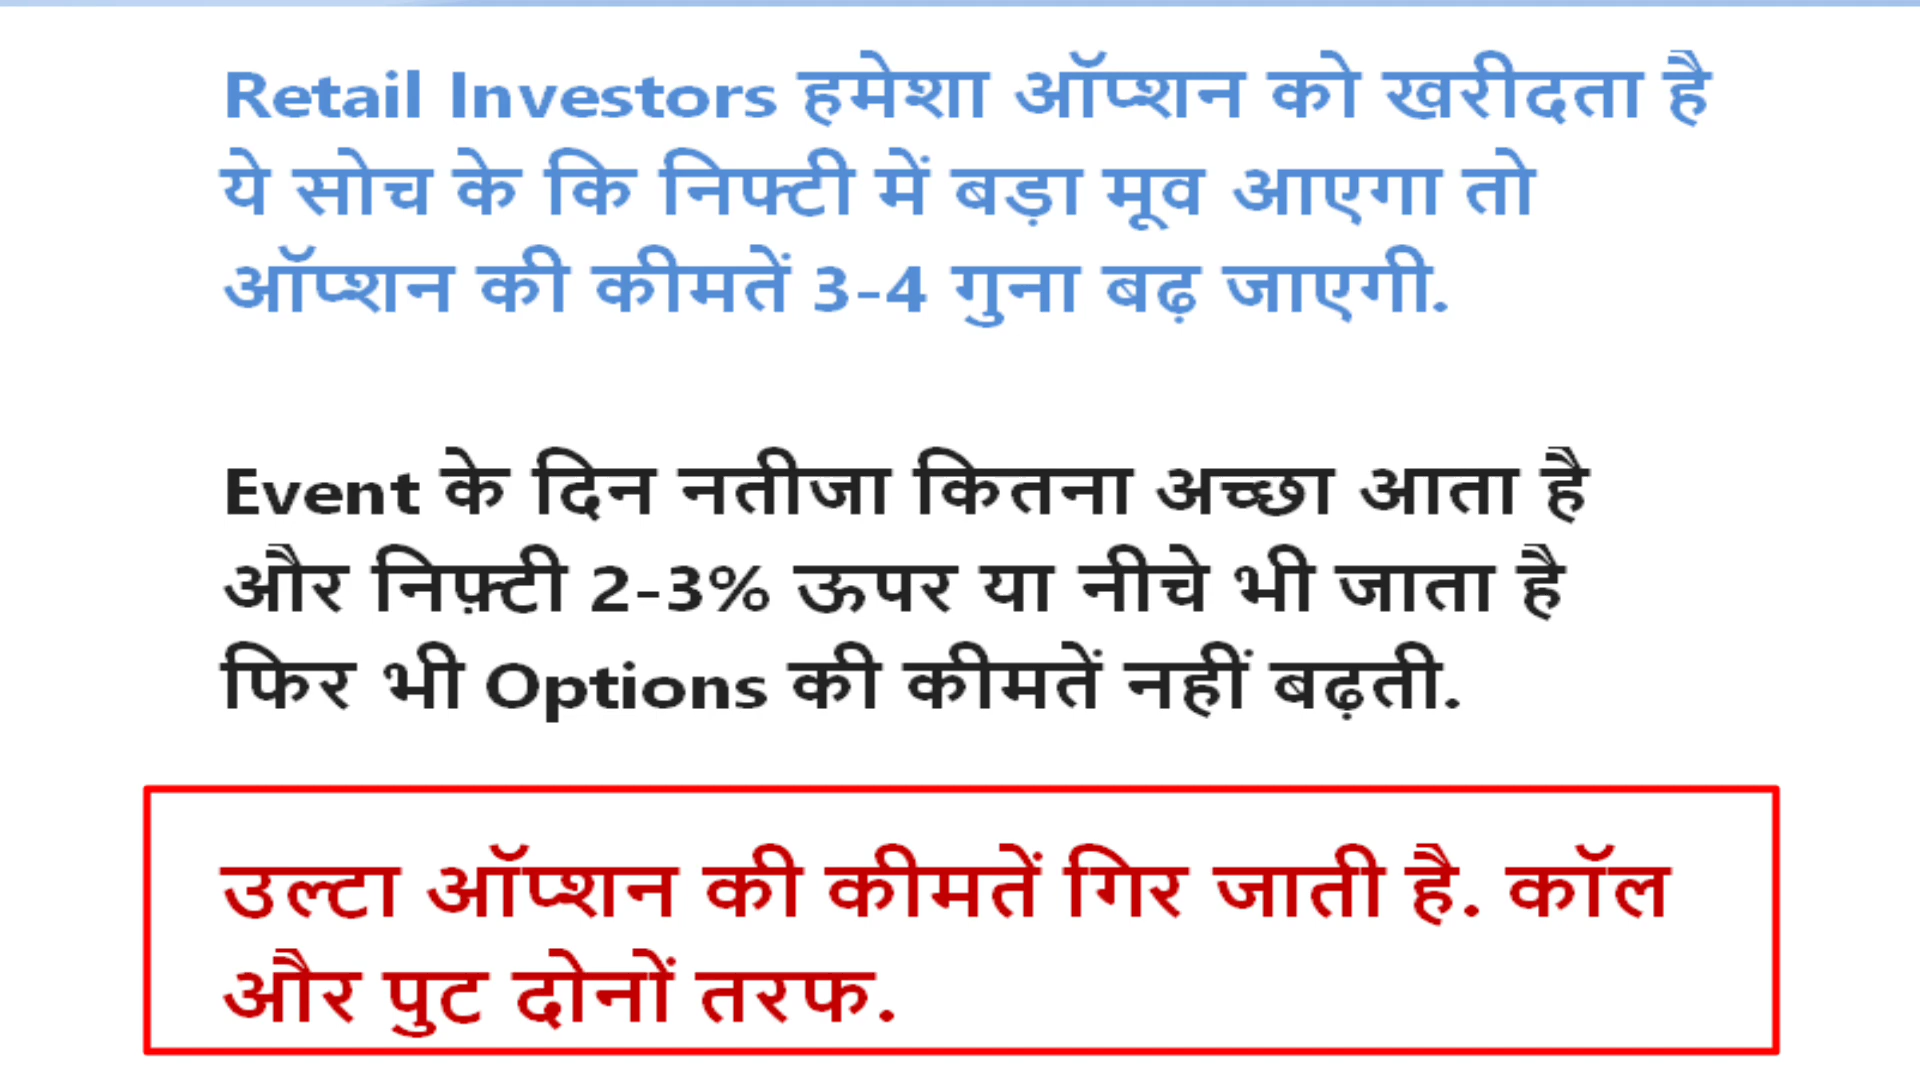 Retail Investors हमेशा ऑप्शन को खरीदता है
ये सोच के कि निफ्टी में बड़ा मूव आएगा तो
ऑप्शन की कीमतें 3-4 गुना बढ़ जाएगी.
Event के दिन नतीजा कितना अच्छा आता है
और निफ़्टी 2-3% ऊपर या नीचे भी जाता है
फिर भी Options की कीमतें नहीं बढ़ती.
उल्टा ऑप्शन की कीमतें गिर जाती है. कॉल
और पुट दोनों तरफ.